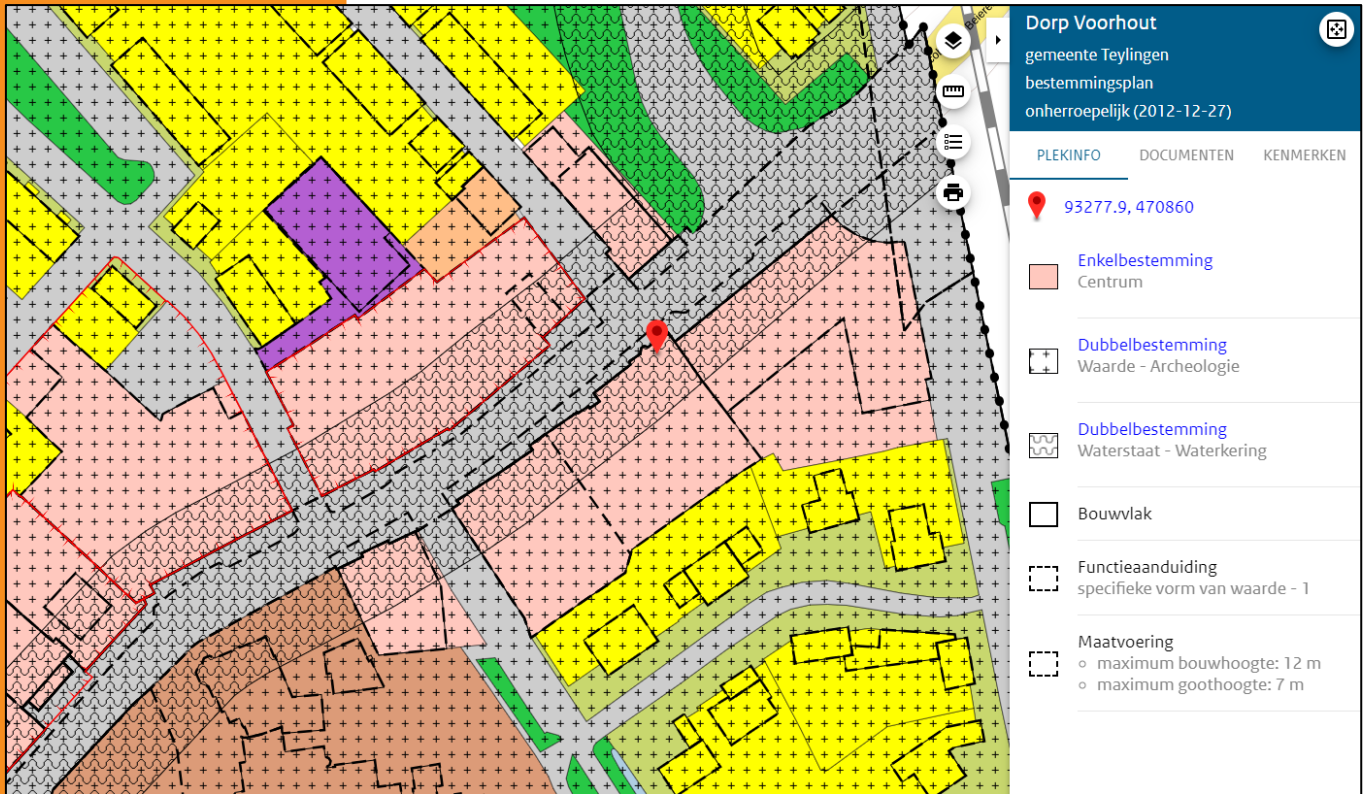 Dorp Voorhout
gemeente Teylingen
bestemmingsplan
onherroepelijk (2012-12-27)
PLEKINFO DOCUMENTEN KENMERKEN
93277.9, 470860
Enkelbestemming
Centrum
Dubbelbestemming
Waarde - Archeologie
Dubbelbestemming
Waterstaat - Waterkering
Bouwvlak
Functieaanduiding
specifieke vorm van waarde - 1
Maatvoering
maximum bouwhoogte: 12 m
maximum goothoogte: 7 m